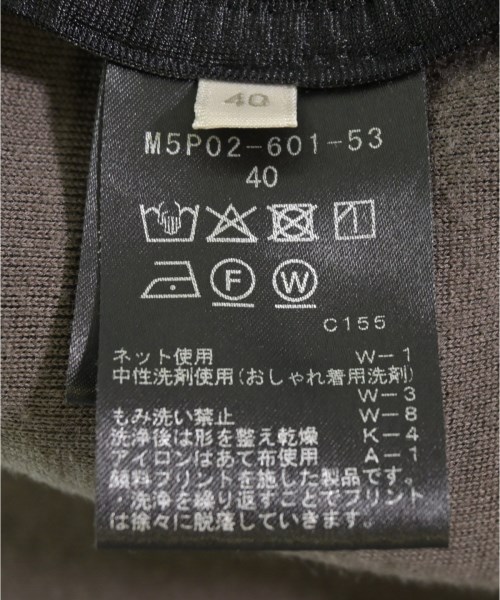 40
M5P02-601-53
40
F W
C155
ネット使用 W-1
中性洗剤使用(おしゃれ着用洗剤)
W-3
もみ洗い禁止 W-8
洗浄後は形を整え乾燥 K-4
アイロンはあて布使用 A-1
顔料プリントを施した製品です。
・洗浄を繰り返すことでプリント
は徐々に脱落していきます。